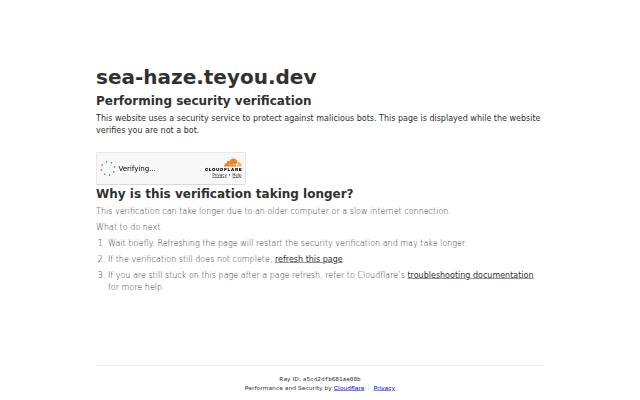 sea-haze.teyou.dev
Performing security verification
This website uses a security service to protect against malicious bots. This page is displayed while the website
verifies you are not a bot.
Verifying...
CLOUDFLARE
Privacy • Help
Why is this verification taking longer?
This verification can take longer due to an older computer or a slow internet connection.
What to do next:
1. Wait briefly. Refreshing the page will restart the security verification and may take longer.
2. If the verification still does not complete, refresh this page
3. If you are still stuck on this page after a page refresh, refer to Cloudflare's troubleshooting documentation
for more help.
Ray ID: a5cd2dfb681ae00b
Performance and Security by Cloudflare | Privacy